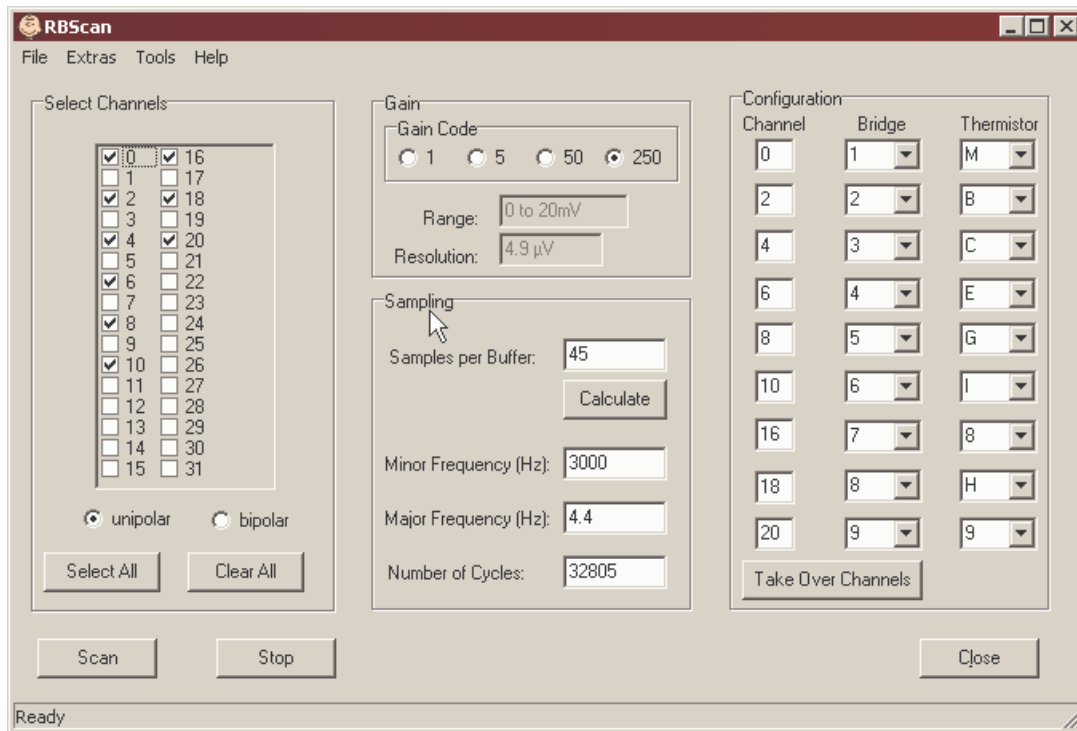 RBScan
File Extras Tools Help
Select Channels
0 16
1 17
2 18
3 19
4 20
5 21
6 22
7 23
8 24
9 25
10 26
11 27
12 28
13 29
14 30
15 31
unipolar bipolar
Select All Clear All
Gain
Gain Code
1 5 50 250
Range: 0 to 20mV
Resolution: 4.9 µV
Sampling
Samples per Buffer: 45
Calculate
Minor Frequency (Hz): 3000
Major Frequency (Hz): 4.4
Number of Cycles: 32805
Configuration
Channel Bridge Thermistor
0 1 M
2 2 B
4 3 C
6 4 E
8 5 G
10 6 I
16 7 8
18 8 H
20 9 9
Take Over Channels
Scan Stop Close
Ready